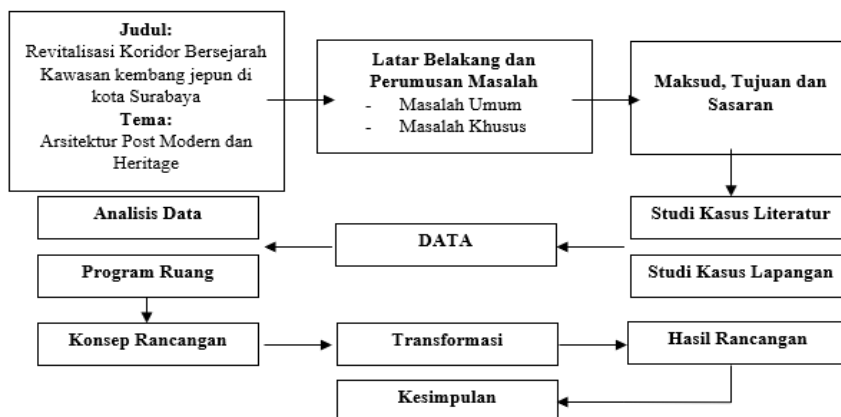 Judul:
Revitalisasi Koridor Bersejarah
Kawasan kembang jepun di
kota Surabaya
Tema:
Arsitektur Post Modern dan
Heritage
Latar Belakang dan
Perumusan Masalah
- Masalah Umum
- Masalah Khusus
Maksud, Tujuan dan
Sasaran
Studi Kasus Literatur
Studi Kasus Lapangan
DATA
Analisis Data
Program Ruang
Konsep Rancangan
Transformasi
Hasil Rancangan
Kesimpulan